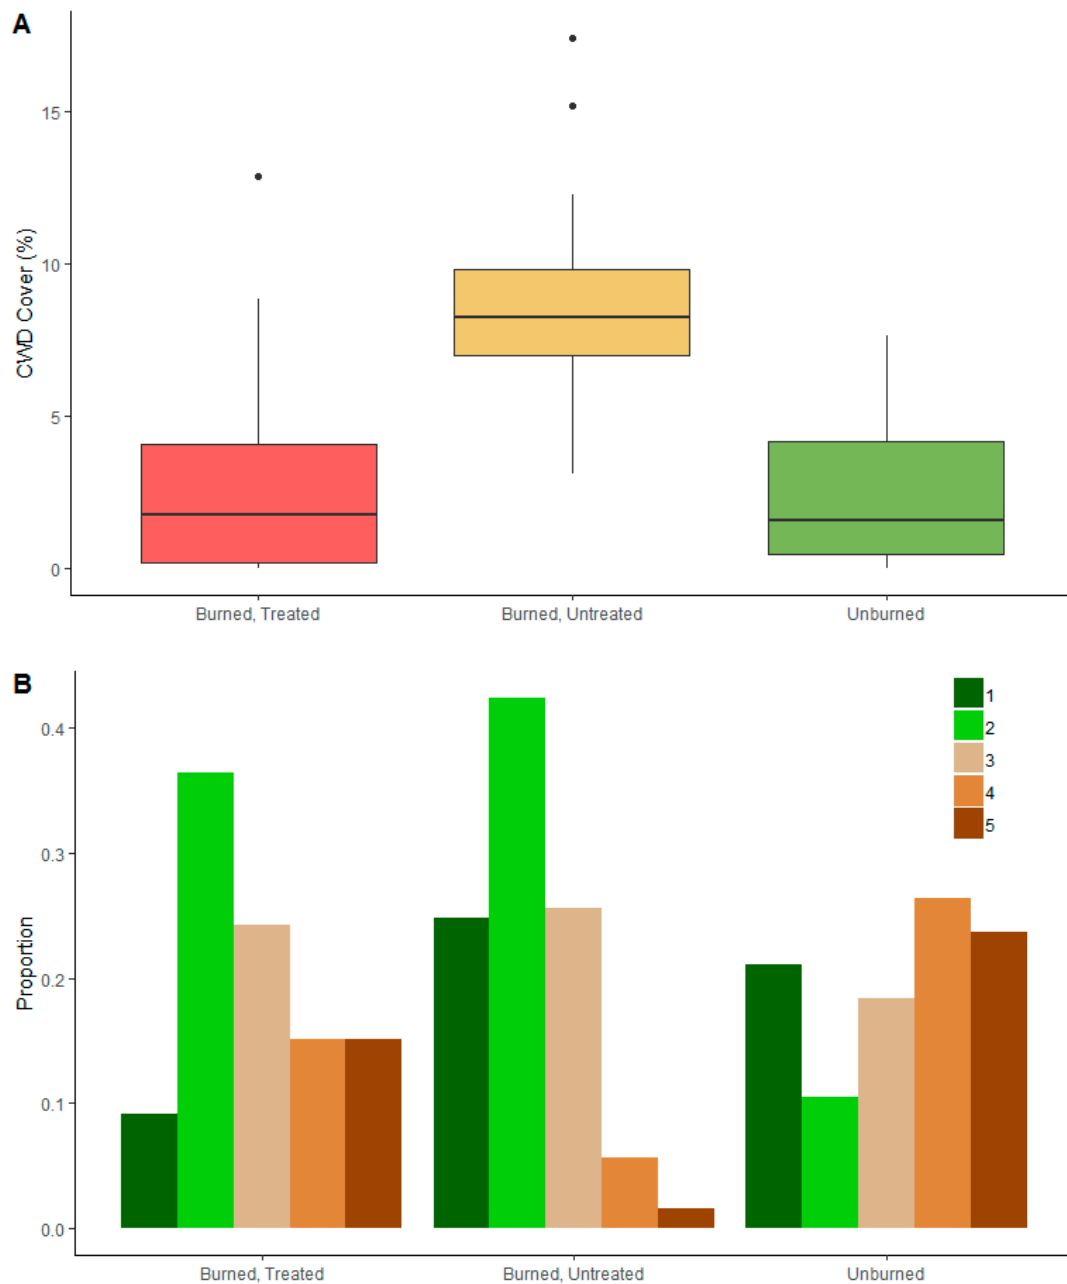 A
CWD Cover (%)
15
10
5
0
Burned, Treated
Burned, Untreated
Unburned
B
Proportion
0.4
0.3
0.2
0.1
0.0
1
2
3
4
5
Burned, Treated
Burned, Untreated
Unburned